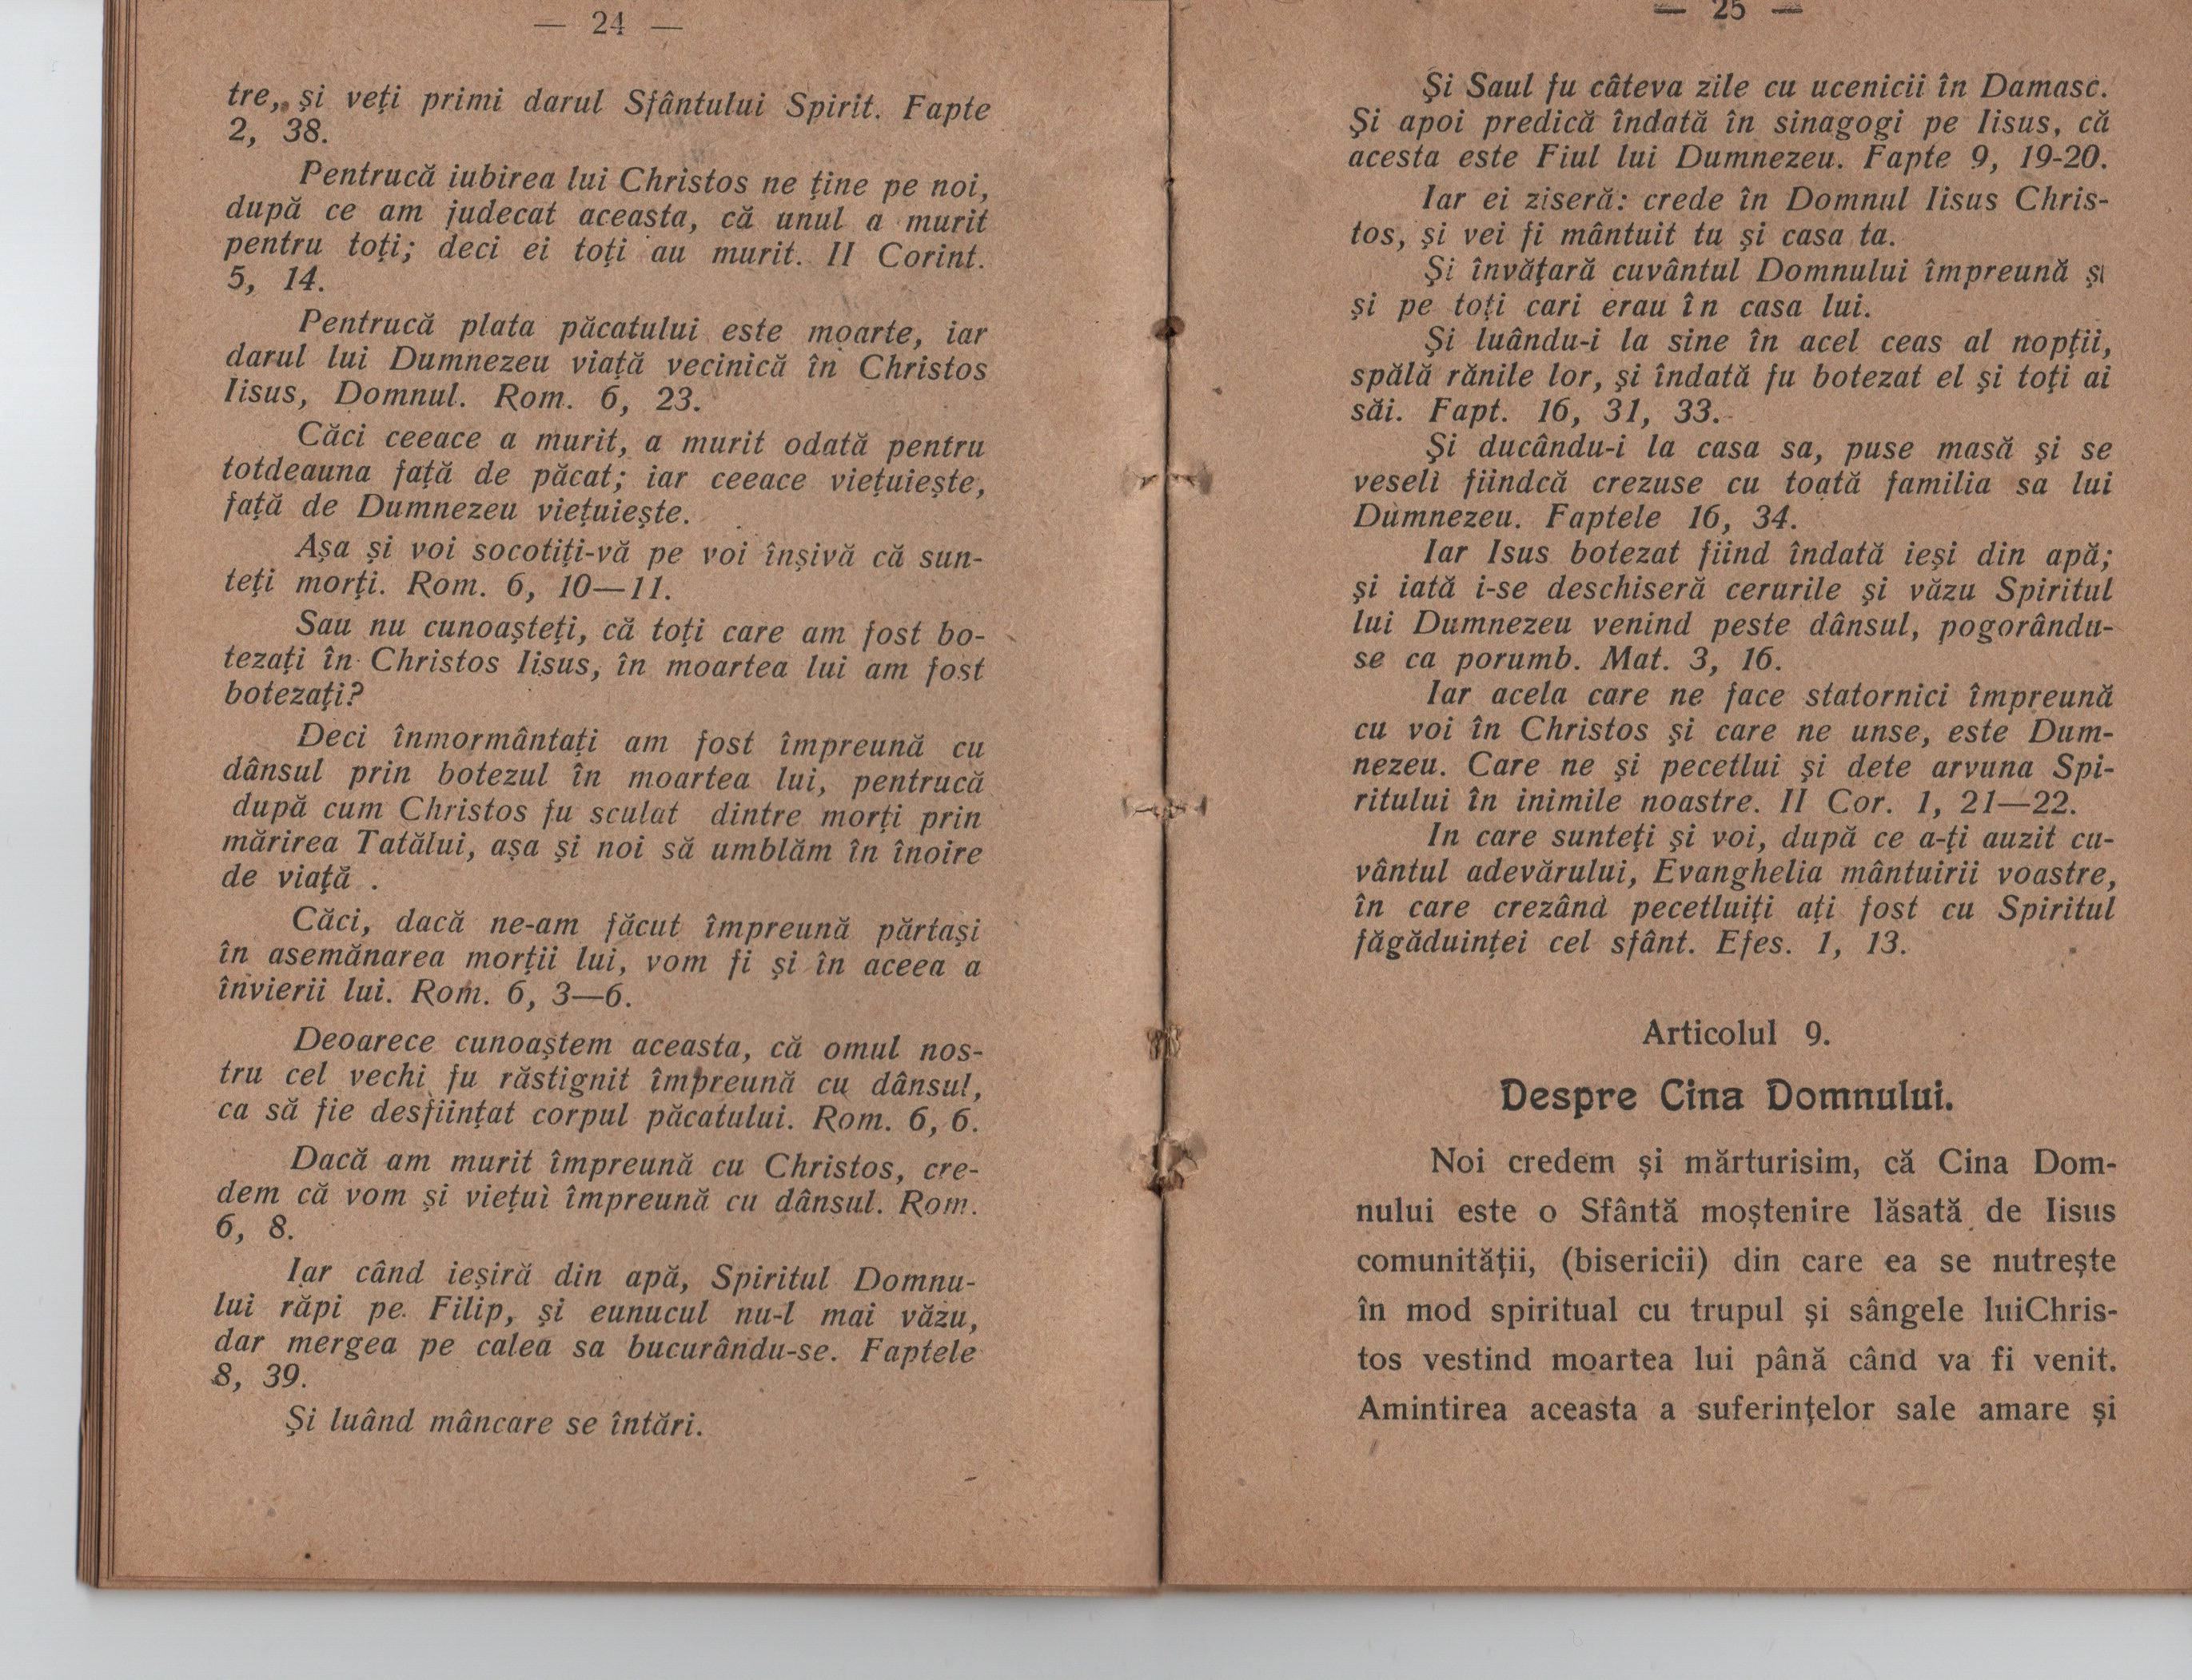 — 24 —
tre, și veți primi darul Sfântului Spirit. Fapte
2, 38.
Pentrucă iubirea lui Christos ne ține pe noi,
după ce am judecat aceasta, că unul a murit
pentru toți; deci ei toți au murit. II Corint.
5, 14.
Pentrucă plata păcatului este moarte, iar
darul lui Dumnezeu viață vecinică în Christos
Iisus, Domnul. Rom. 6, 23.
Căci ceeace a murit, a murit odată pentru
totdeauna față de păcat; iar ceeace viețuiește,
față de Dumnezeu viețuiește.
Așa și voi socotiți-vă pe voi înșivă că sun-
teți morți. Rom. 6, 10—11.
Sau nu cunoașteți, că toți care am fost bo-
tezați în Christos Iisus, în moartea lui am fost
botezați?
Deci înmormântați am fost împreună cu
dânsul prin botezul în moartea lui, pentrucă
după cum Christos fu sculat dintre morți prin
mărirea Tatălui, așa și noi să umblăm în înoire
de viață .
Căci, dacă ne-am făcut împreună părtași
în asemănarea morții lui, vom fi și în aceea a
învierii lui. Rom. 6, 3—6.
Deoarece cunoaștem aceasta, că omul nos-
tru cel vechi fu răstignit împreună cu dânsul,
ca să fie desființat corpul păcatului. Rom. 6, 6.
Dacă am murit împreună cu Christos, cre-
dem că vom și viețui împreună cu dânsul. Rom.
6, 8.
Iar când ieșiră din apă, Spiritul Domnu-
lui răpi pe Filip, și eunucul nu-l mai văzu,
dar mergea pe calea sa bucurându-se. Faptele
8, 39.
Și luând mâncare se întări.
— 25 —
Și Saul fu câteva zile cu ucenicii în Damasc.
Și apoi predică îndată în sinagogi pe Iisus, că
acesta este Fiul lui Dumnezeu. Fapte 9, 19-20.
Iar ei ziseră: crede în Domnul Iisus Chris-
tos, și vei fi mântuit tu și casa ta.
Și învățară cuvântul Domnului împreună și
și pe toți cari erau în casa lui.
Și luându-i la sine în acel ceas al nopții,
spălă rănile lor, și îndată fu botezat el și toți ai
săi. Fapt. 16, 31, 33.
Și ducându-i la casa sa, puse masă și se
veseli fiindcă crezuse cu toată familia sa lui
Dumnezeu. Faptele 16, 34.
Iar Isus botezat fiind îndată ieși din apă;
și iată i-se deschiseră cerurile și văzu Spiritul
lui Dumnezeu venind peste dânsul, pogorându-
se ca porumb. Mat. 3, 16.
Iar acela care ne face statornici împreună
cu voi în Christos și care ne unse, este Dum-
nezeu. Care ne și pecetlui și dete arvuna Spi-
ritului în inimile noastre. II Cor. 1, 21—22.
In care sunteți și voi, după ce a-ți auzit cu-
vântul adevărului, Evanghelia mântuirii voastre,
în care crezând pecetluiți ați fost cu Spiritul
făgăduinței cel sfânt. Efes. 1, 13.
Articolul 9.
Despre Cina Domnului.
Noi credem și mărturisim, că Cina Dom-
nului este o Sfântă moștenire lăsată de Iisus
comunității, (bisericii) din care ea se nutrește
în mod spiritual cu trupul și sângele luiChris-
tos vestind moartea lui până când va fi venit.
Amintirea aceasta a suferințelor sale amare și